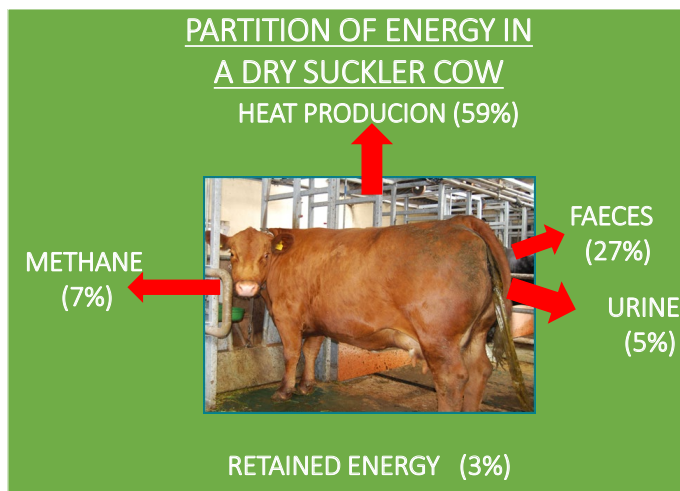 PARTITION OF ENERGY IN
A DRY SUCKLER COW
HEAT PRODUCION (59%)
FAECES
(27%)
METHANE
(7%)
URINE
(5%)
RETAINED ENERGY (3%)